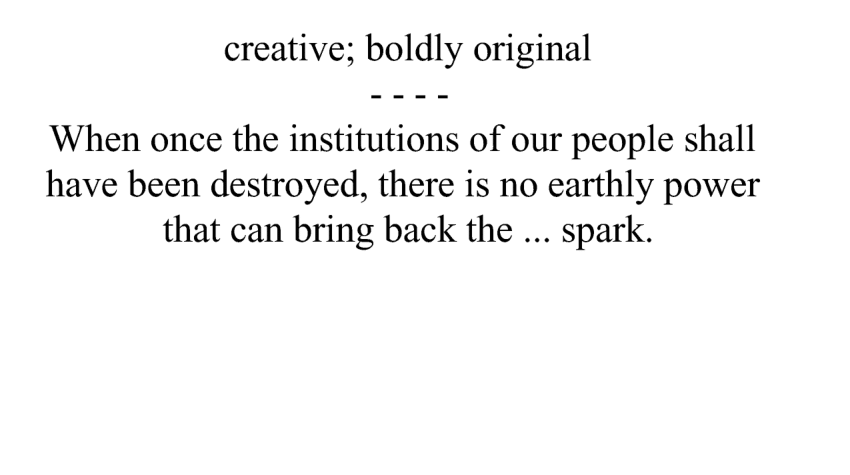 creative; boldly original
- - - -
When once the institutions of our people shall
have been destroyed, there is no earthly power
that can bring back the ... spark.